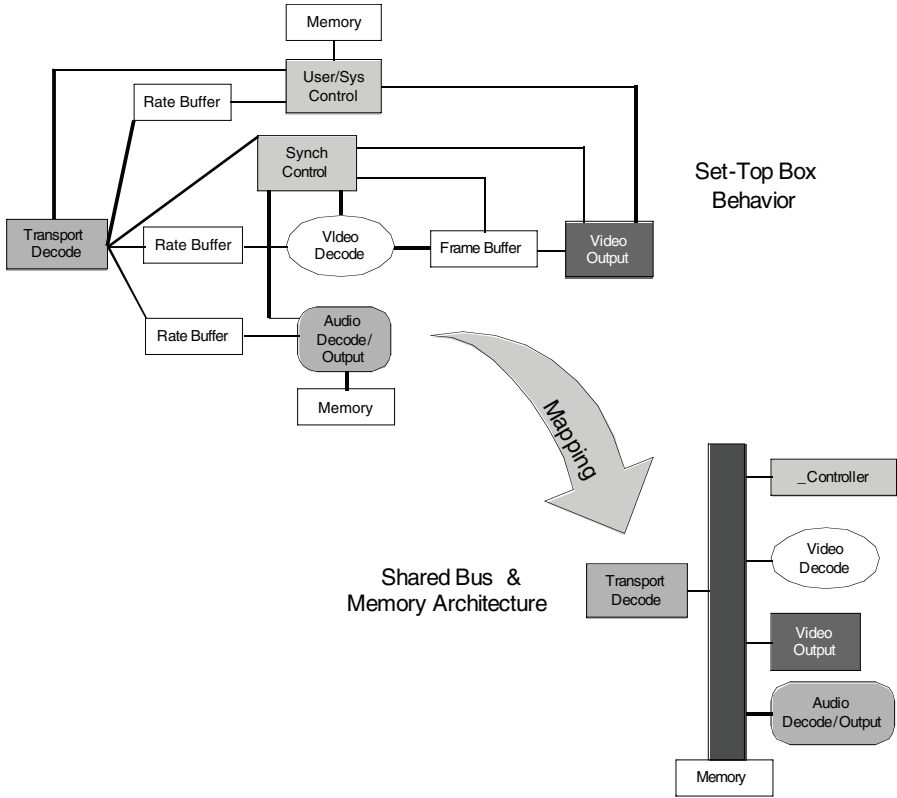 Memory
User/Sys
Control
Rate Buffer
Synch
Control
Set-Top Box
Behavior
Transport
Decode
Rate Buffer
VIdeo
Decode
Frame Buffer
Video
Output
Rate Buffer
Audio
Decode/
Output
Memory
Mapping
_Controller
Video
Decode
Shared Bus &
Memory Architecture
Transport
Decode
Video
Output
Audio
Decode/Output
Memory